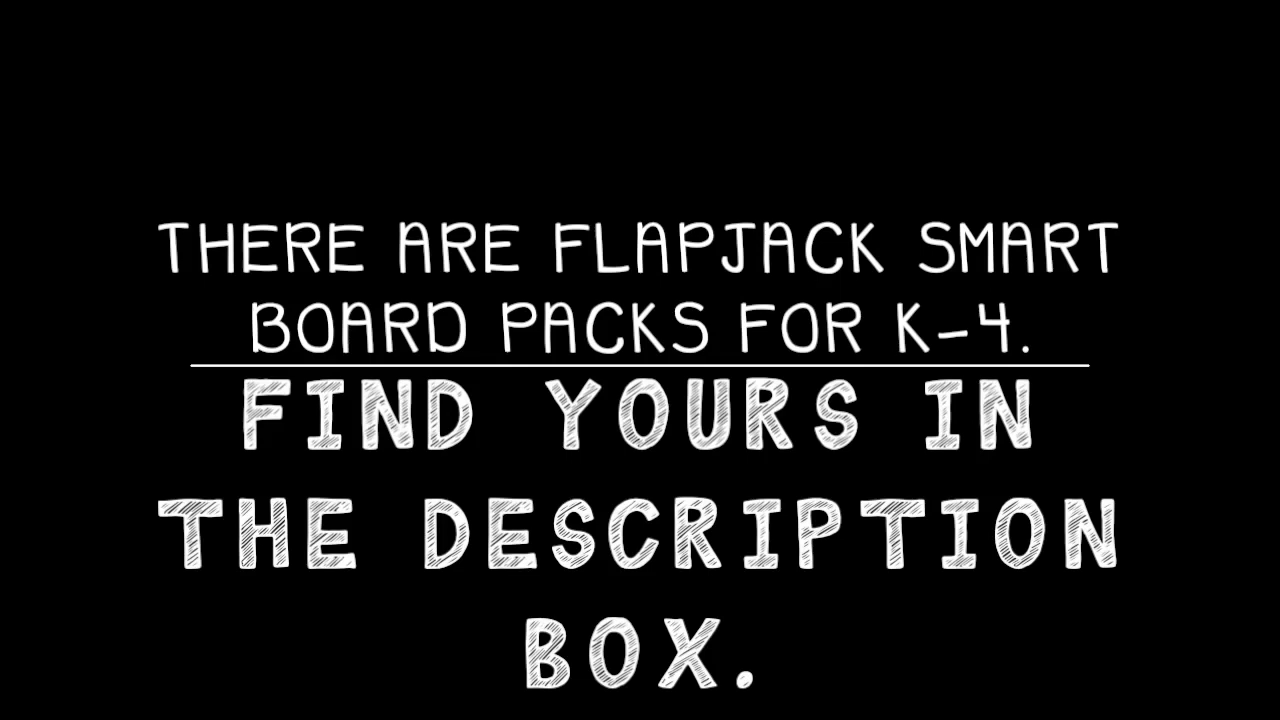 THERE ARE FLAPJACK SMART
BOARD PACKS FOR K-4.
FIND YOURS IN
THE DESCRIPTION
BOX.